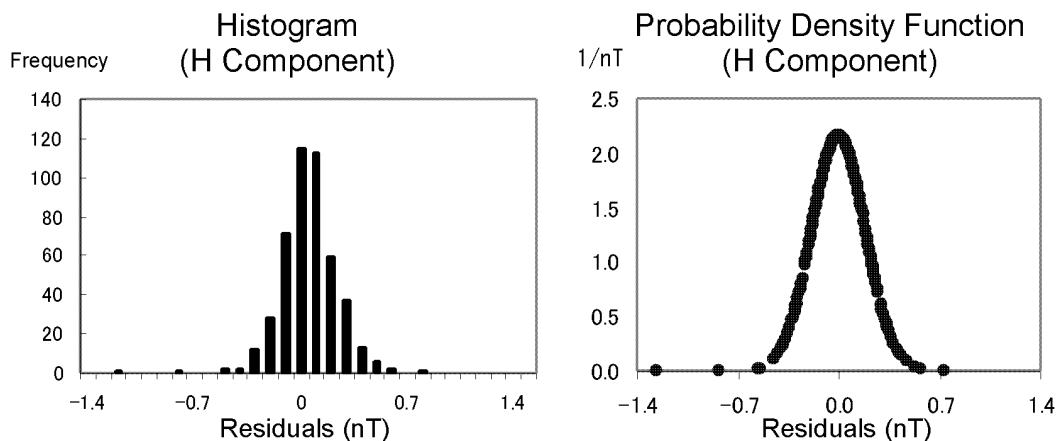 Histogram
(H Component)
Frequency
140
120
100
80
60
40
20
0
−1.4 −0.7 0 0.7 1.4
Residuals (nT)
Probability Density Function
(H Component)
1/nT
2.5
2.0
1.5
1.0
0.5
0.0
−1.4 −0.7 0.0 0.7 1.4
Residuals (nT)